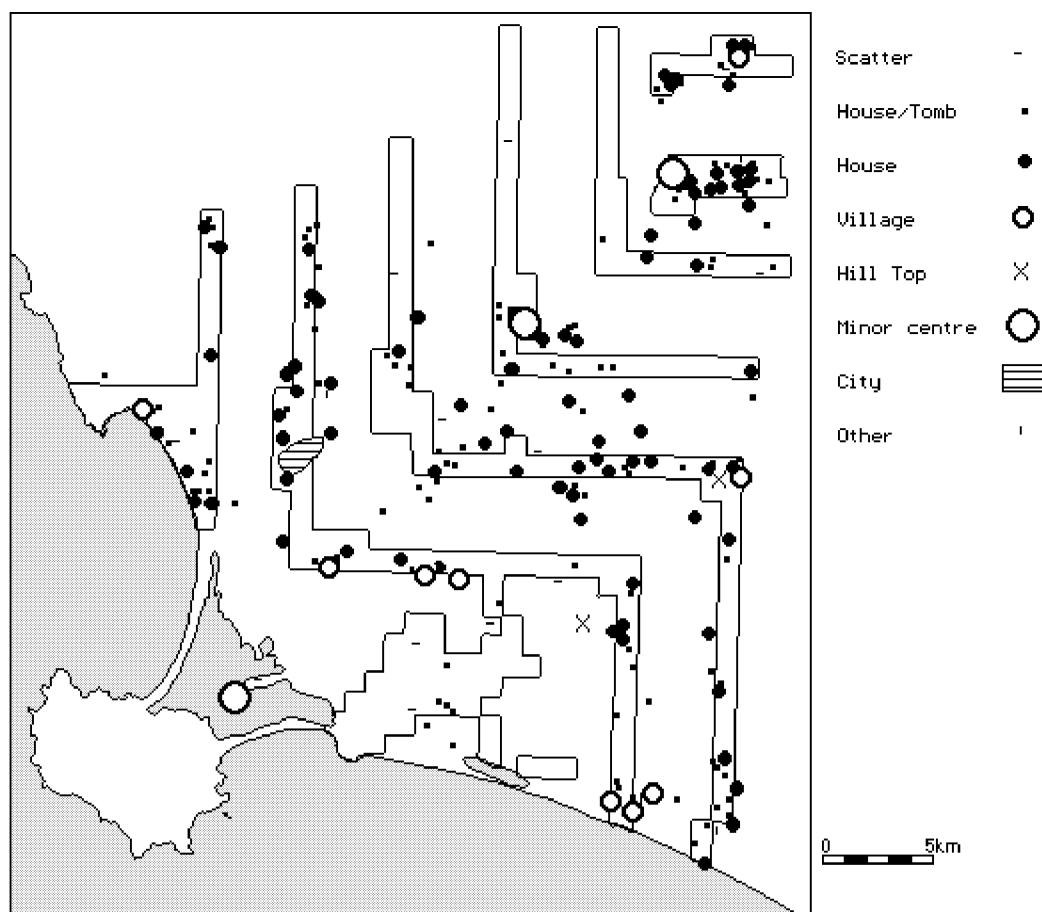 Scatter
House/Tomb
House
Village
Hill Top
Minor centre
City
Other
0 5km